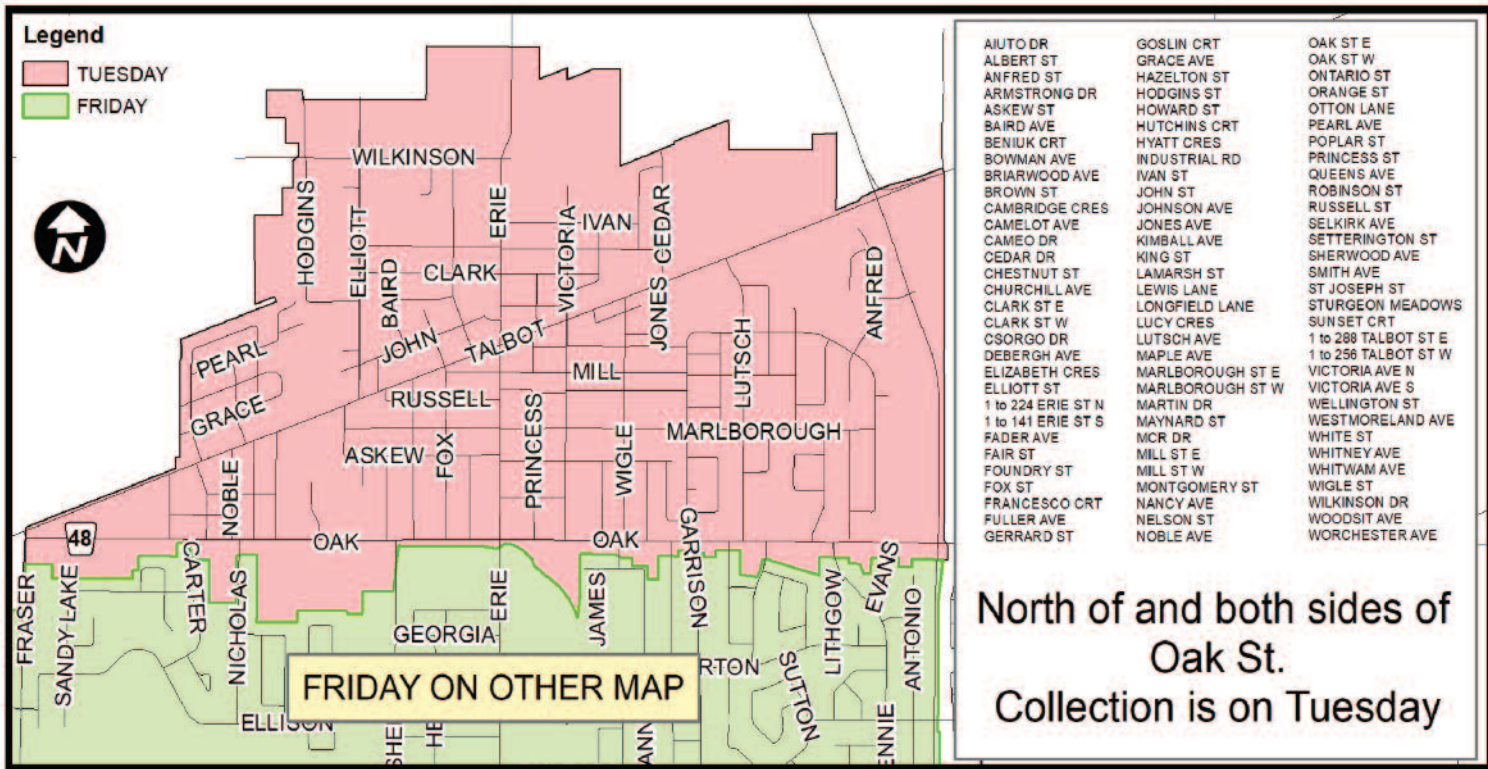 Legend
TUESDAY
FRIDAY
N
WILKINSON
HODGINS
ELLIOTT
ERIE
IVAN
VICTORIA
CEDAR
CLARK
BAIRD
JONES
ANFRED
JOHN
TALBOT
PEARL
MILL
LUTSCH
RUSSELL
GRACE
PRINCESS
MARLBOROUGH
ASKEW
FOX
WIGLE
NOBLE
48
OAK
OAK
GARRISON
CARTER
NICHOLAS
FRASER
SANDY LAKE
ERIE
JAMES
GEORGIA
LITHGOW
EVANS
ANTONIO
RTON
SUTTON
FRIDAY ON OTHER MAP
ELLISON
SHE
HE
ANN
ENNIE
AIUTO DR
ALBERT ST
ANFRED ST
ARMSTRONG DR
ASKEW ST
BAIRD AVE
BENIUK CRT
BOWMAN AVE
BRIARWOOD AVE
BROWN ST
CAMBRIDGE CRES
CAMELOT AVE
CAMEO DR
CEDAR DR
CHESTNUT ST
CHURCHILL AVE
CLARK ST E
CLARK ST W
CSORGO DR
DEBERGH AVE
ELIZABETH CRES
ELLIOTT ST
1 to 224 ERIE ST N
1 to 141 ERIE ST S
FADER AVE
FAIR ST
FOUNDRY ST
FOX ST
FRANCESCO CRT
FULLER AVE
GERRARD ST
GOSLIN CRT
GRACE AVE
HAZELTON ST
HODGINS ST
HOWARD ST
HUTCHINS CRT
HYATT CRES
INDUSTRIAL RD
IVAN ST
JOHN ST
JOHNSON AVE
JONES AVE
KIMBALL AVE
KING ST
LAMARSH ST
LEWIS LANE
LONGFIELD LANE
LUCY CRES
LUTSCH AVE
MAPLE AVE
MARLBOROUGH ST E
MARLBOROUGH ST W
MARTIN DR
MAYNARD ST
MCR DR
MILL ST E
MILL ST W
MONTGOMERY ST
NANCY AVE
NELSON ST
NOBLE AVE
OAK ST E
OAK ST W
ONTARIO ST
ORANGE ST
OTTON LANE
PEARL AVE
POPLAR ST
PRINCESS ST
QUEENS AVE
ROBINSON ST
RUSSELL ST
SELKIRK AVE
SETTERINGTON ST
SHERWOOD AVE
SMITH AVE
ST JOSEPH ST
STURGEON MEADOWS
SUNSET CRT
1 to 288 TALBOT ST E
1 to 256 TALBOT ST W
VICTORIA AVE N
VICTORIA AVE S
WELLINGTON ST
WESTMORELAND AVE
WHITE ST
WHITNEY AVE
WHITWAM AVE
WIGLE ST
WILKINSON DR
WOODSIT AVE
WORCHESTER AVE
North of and both sides of
Oak St.
Collection is on Tuesday